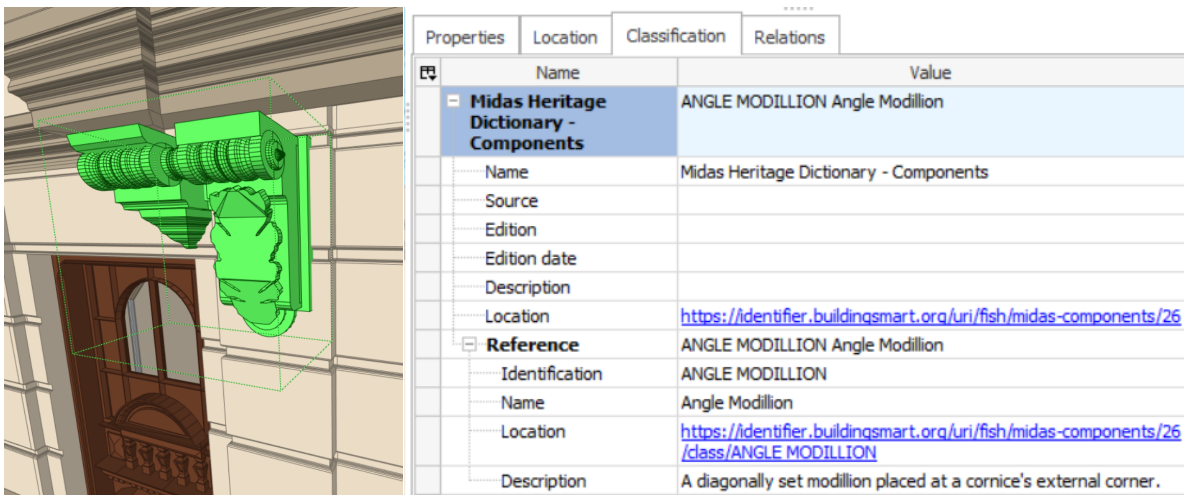 Properties Location Classification Relations
Name Value
Midas Heritage Dictionary - Components ANGLE MODILLION Angle Modillion
Name Midas Heritage Dictionary - Components
Source
Edition
Edition date
Description
Location https://identifier.buildingsmart.org/uri/fish/midas-components/26
Reference ANGLE MODILLION Angle Modillion
Identification ANGLE MODILLION
Name Angle Modillion
Location https://identifier.buildingsmart.org/uri/fish/midas-components/26
/class/ANGLE MODILLION
Description A diagonally set modillion placed at a cornice's external corner.